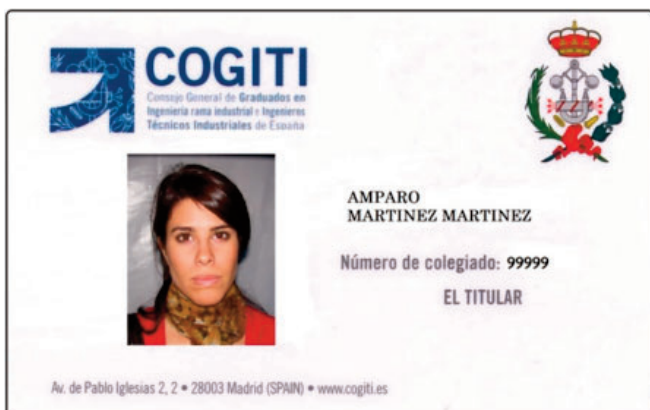 COGITI
Consejo General de Graduados en
Ingeniería rama industrial e Ingenieros
Técnicos Industriales de España
AMPARO
MARTINEZ MARTINEZ
Número de colegiado: 99999
EL TITULAR
Av. de Pablo Iglesias 2, 2 • 28003 Madrid (SPAIN) • www.cogiti.es